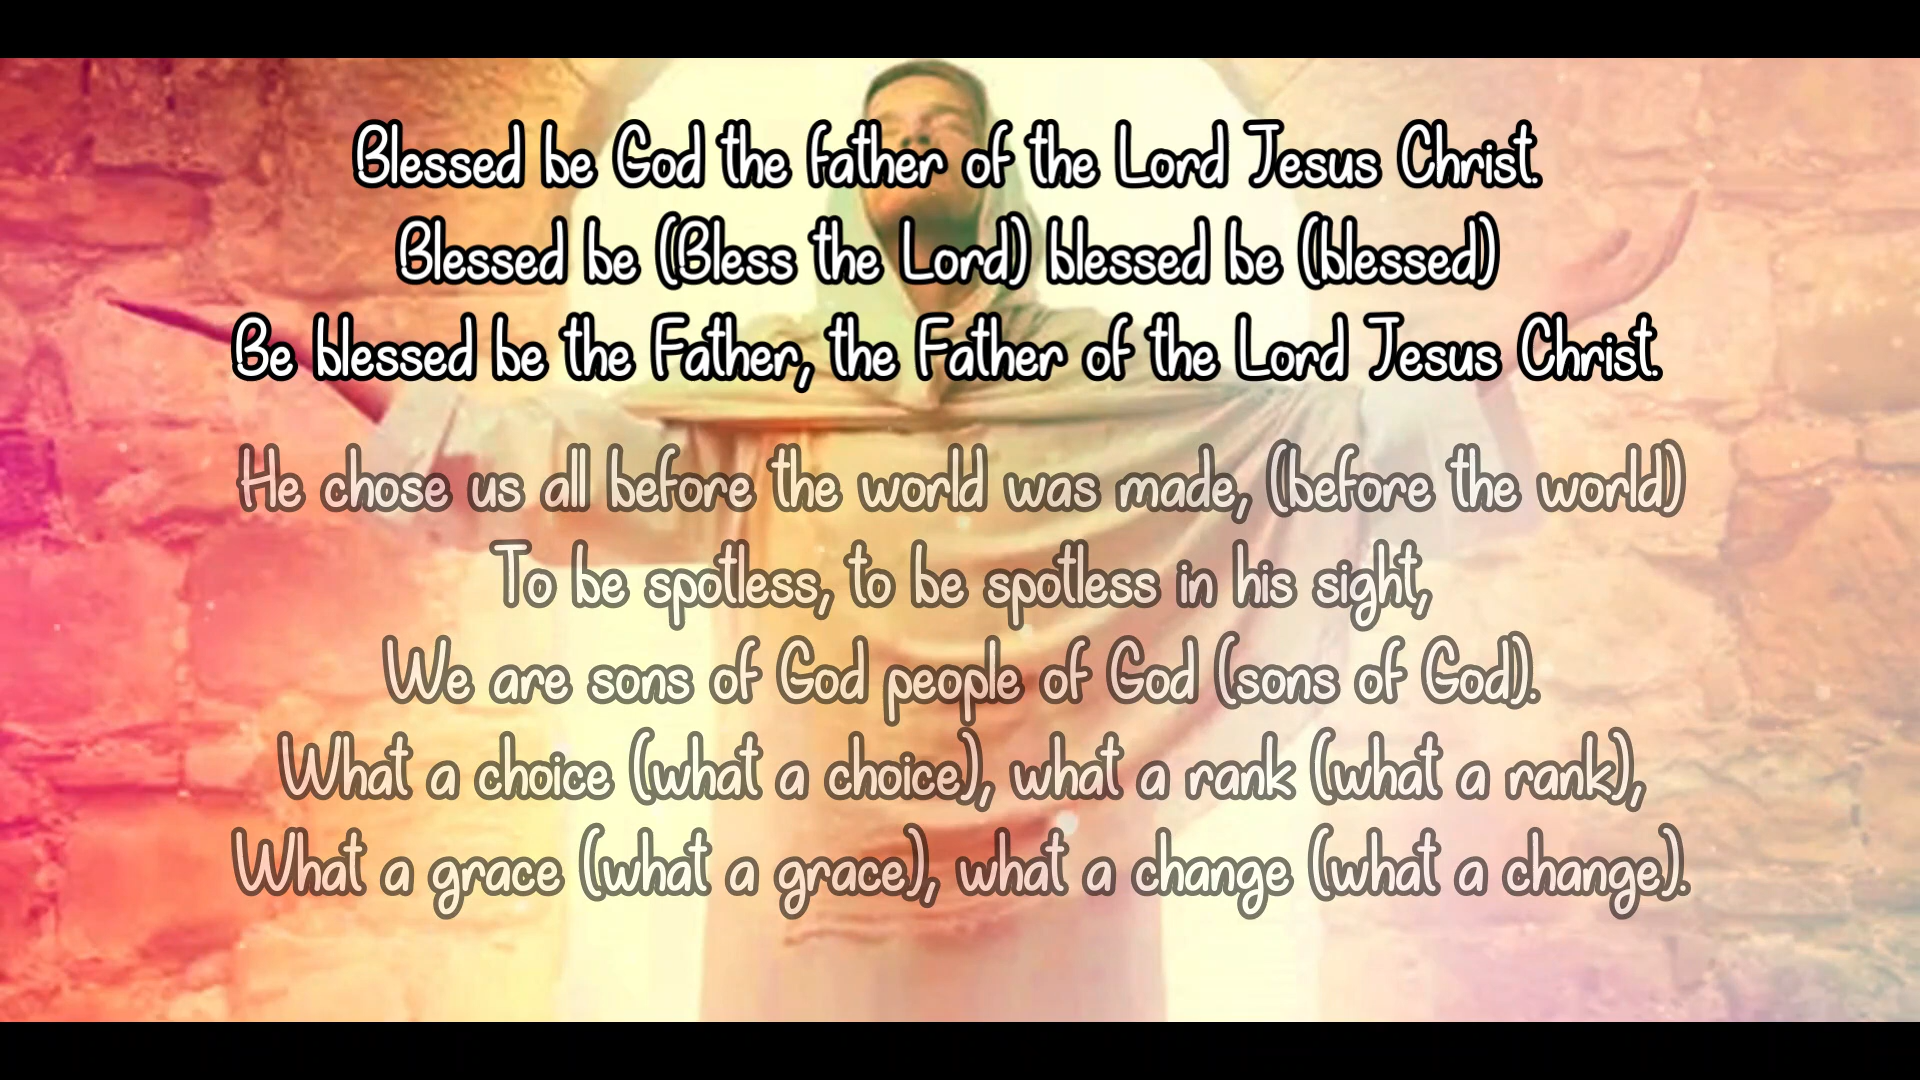 Blessed be God the father of the Lord Jesus Christ.
Blessed be (Bless the Lord) blessed be (blessed)
Be blessed be the Father, the Father of the Lord Jesus Christ.
He chose us all before the world was made, (before the world)
To be spotless, to be spotless in his sight,
We are sons of God people of God (sons of God).
What a choice (what a choice), what a rank (what a rank),
What a grace (what a grace), what a change (what a change).